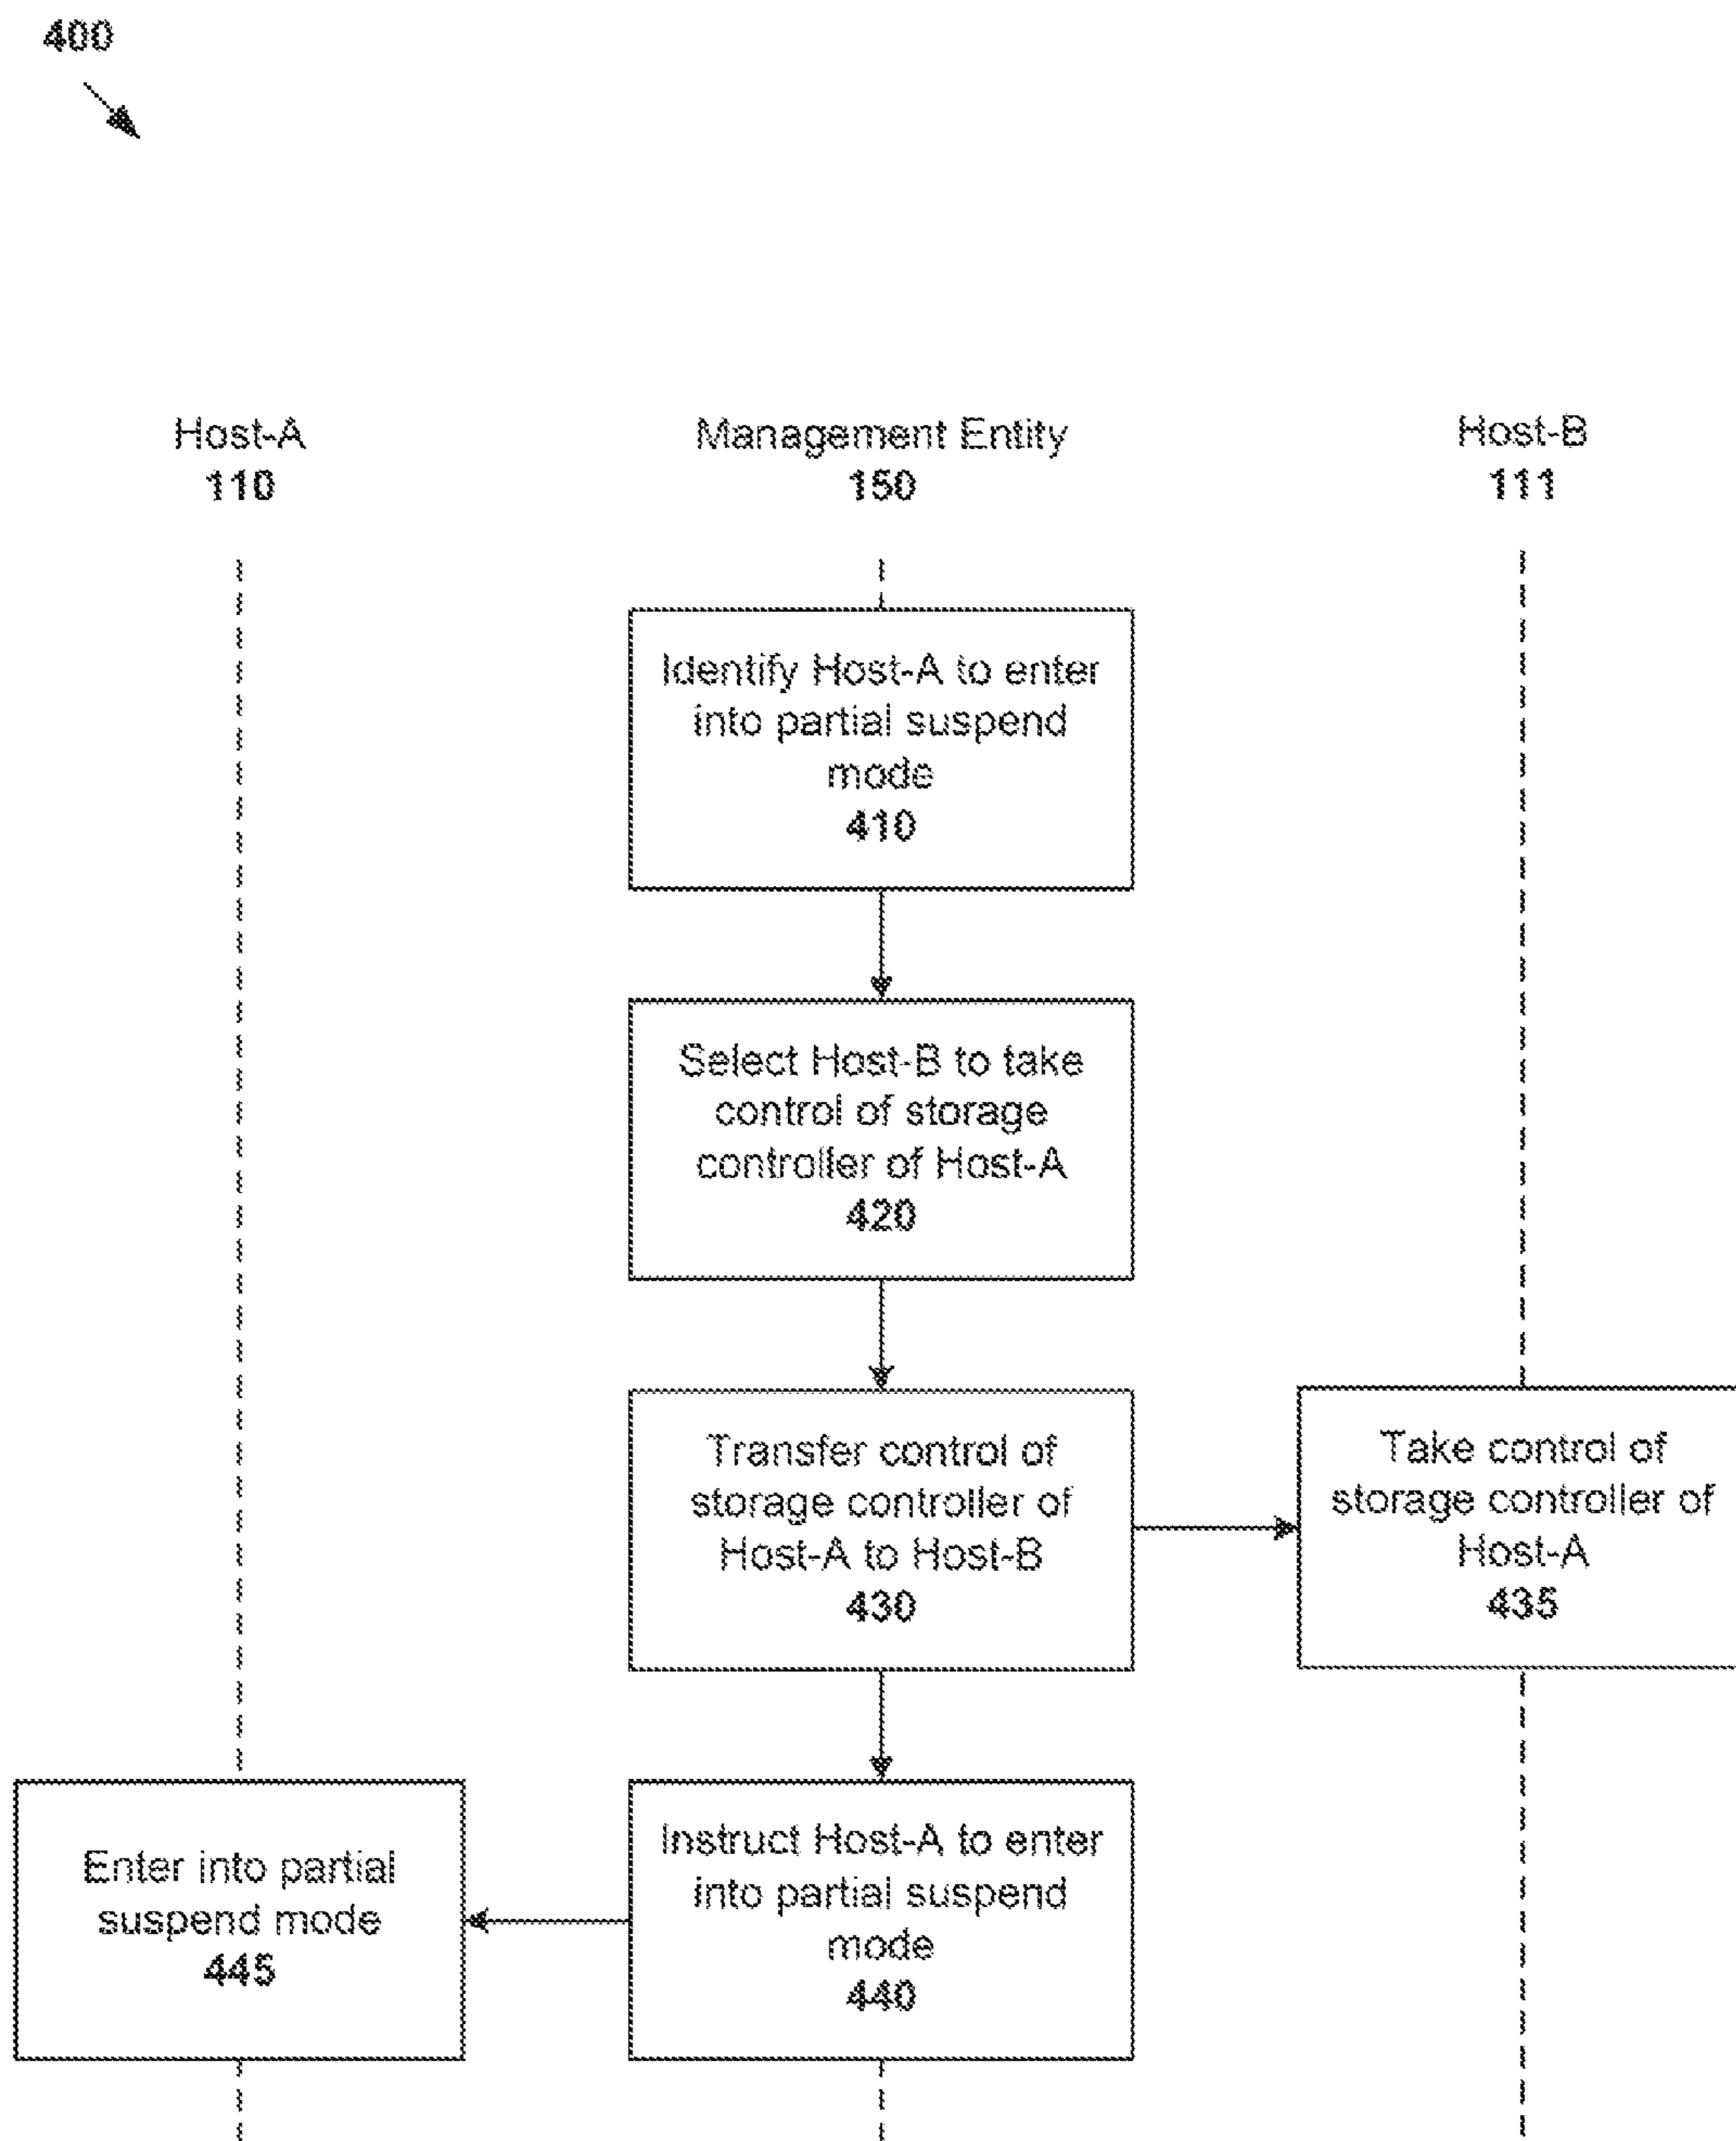 400
Host-A
110
Management Entity
150
Host-B
111
Identify Host-A to enter
into partial suspend
mode
410
Select Host-B to take
control of storage
controller of Host-A
420
Transfer control of
storage controller of
Host-A to Host-B
430
Take control of
storage controller of
Host-A
435
Enter into partial
suspend mode
445
Instruct Host-A to enter
into partial suspend
mode
440